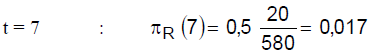 t = 7 : π_R (7) = 0,5 20/580 = 0,017